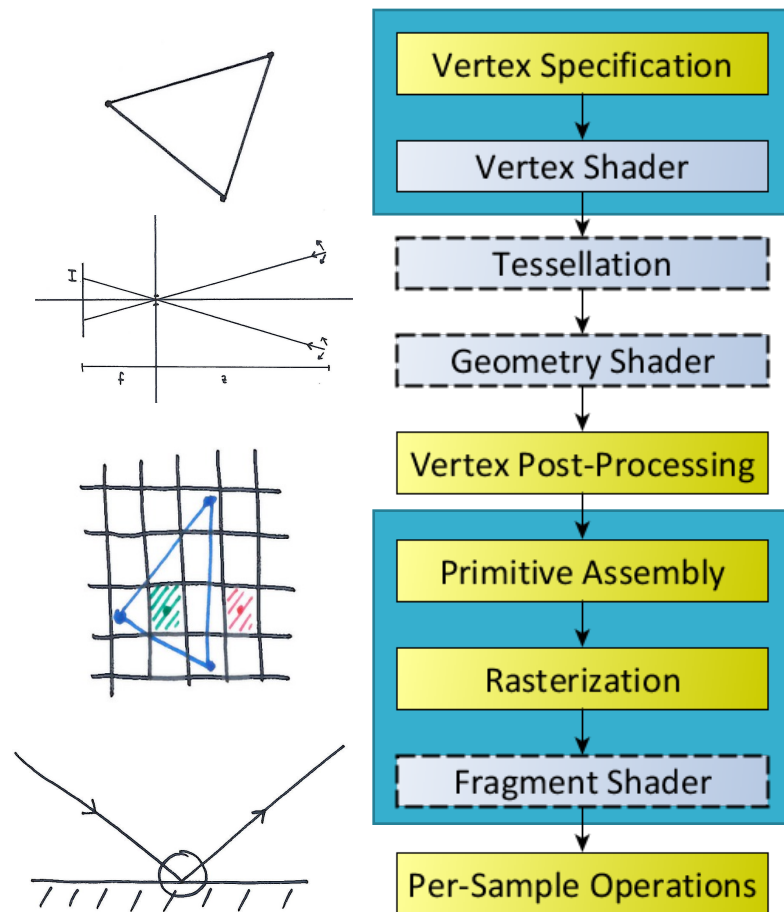 Vertex Specification
Vertex Shader
Tessellation
Geometry Shader
Vertex Post-Processing
Primitive Assembly
Rasterization
Fragment Shader
Per-Sample Operations
I
f
z